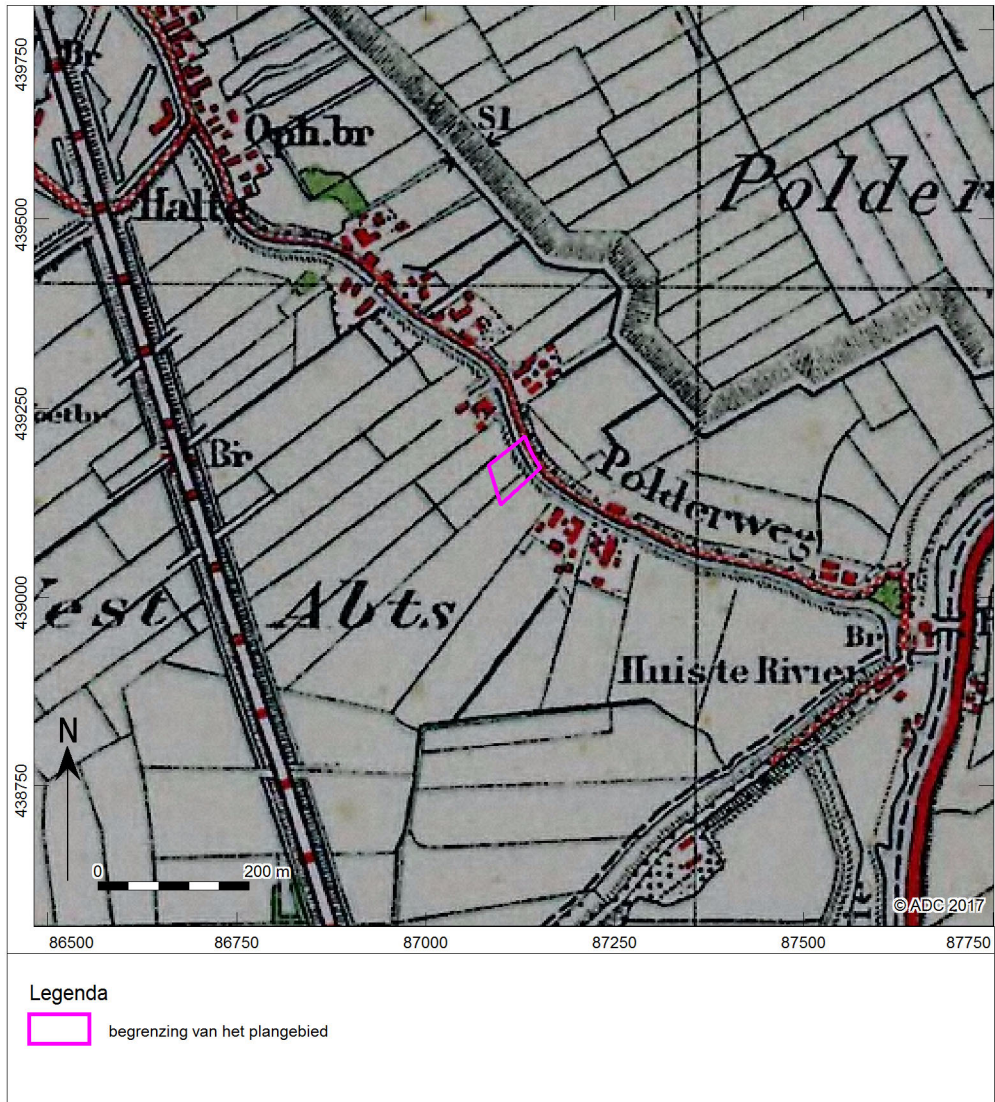 439750
439500
439250
439000
438750
Br
Oph.br
Sl
Polder
Halte
Br
Polderweg
est Abts
Br
Huis te Rivier
N
0 200 m
© ADC 2017
86500 86750 87000 87250 87500 87750
Legenda
begrenzing van het plangebied